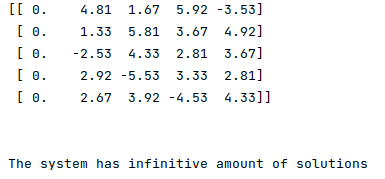 [[ 0. 4.81 1.67 5.92 -3.53]
[ 0. 1.33 5.81 3.67 4.92]
[ 0. -2.53 4.33 2.81 3.67]
[ 0. 2.92 -5.53 3.33 2.81]
[ 0. 2.67 3.92 -4.53 4.33]]
The system has infinitive amount of solutions